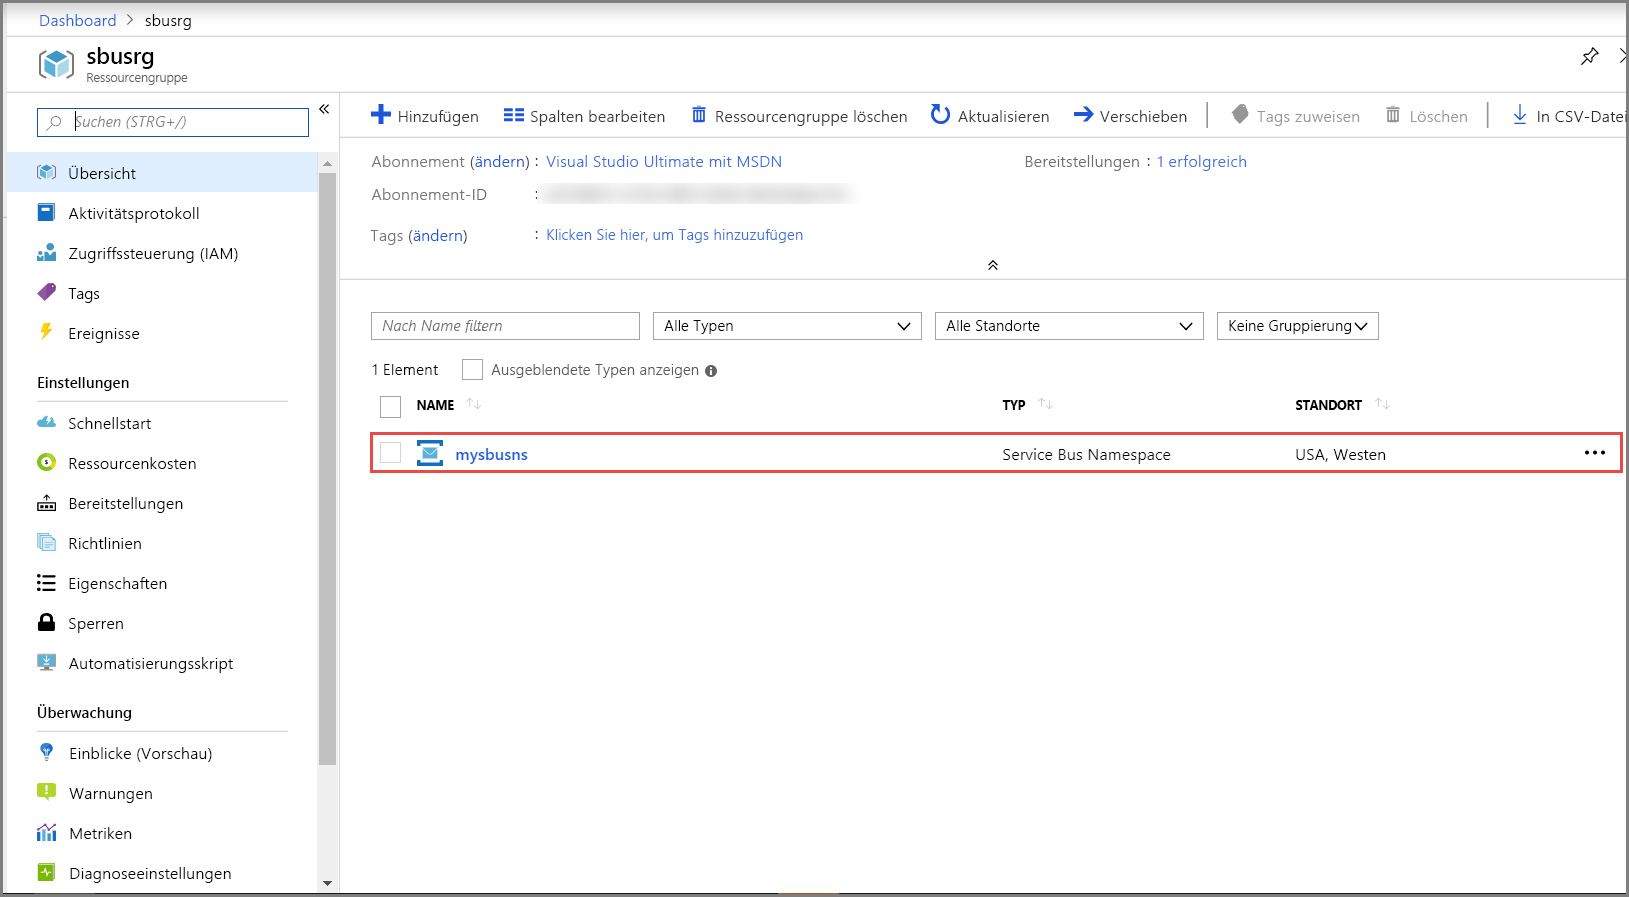 Dashboard > sbusrg
sbusrg
Ressourcengruppe
Suchen (STRG+/)
Übersicht
Aktivitätsprotokoll
Zugriffssteuerung (IAM)
Tags
Ereignisse
Einstellungen
Schnellstart
Ressourcenkosten
Bereitstellungen
Richtlinien
Eigenschaften
Sperren
Automatisierungsskript
Überwachung
Einblicke (Vorschau)
Warnungen
Metriken
Diagnoseeinstellungen
Hinzufügen Spalten bearbeiten Ressourcengruppe löschen Aktualisieren Verschieben Tags zuweisen Löschen In CSV-Datei
Abonnement (ändern) : Visual Studio Ultimate mit MSDN Bereitstellungen : 1 erfolgreich
Abonnement-ID :
Tags (ändern) : Klicken Sie hier, um Tags hinzuzufügen
Nach Name filtern Alle Typen Alle Standorte Keine Gruppierung
1 Element Ausgeblendete Typen anzeigen
NAME TYP STANDORT
mysbusns Service Bus Namespace USA, Westen